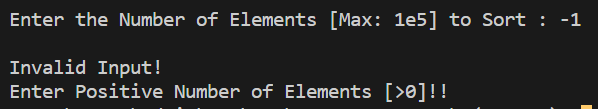 Enter the Number of Elements [Max: 1e5] to Sort : -1
Invalid Input!
Enter Positive Number of Elements [>0]!!